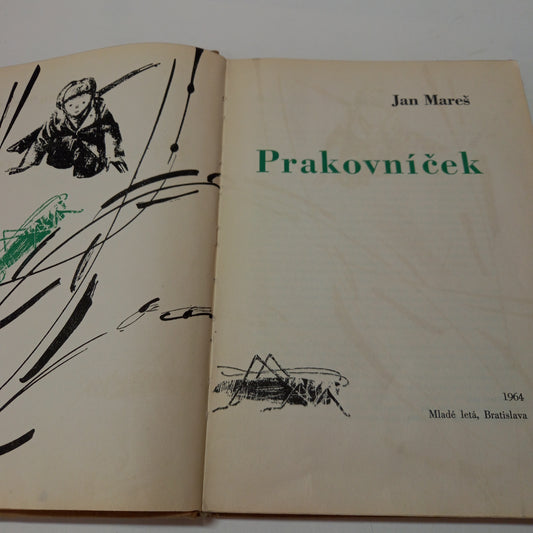 Jan Mareš
Prakovníček
1964
Mladé letá, Bratislava